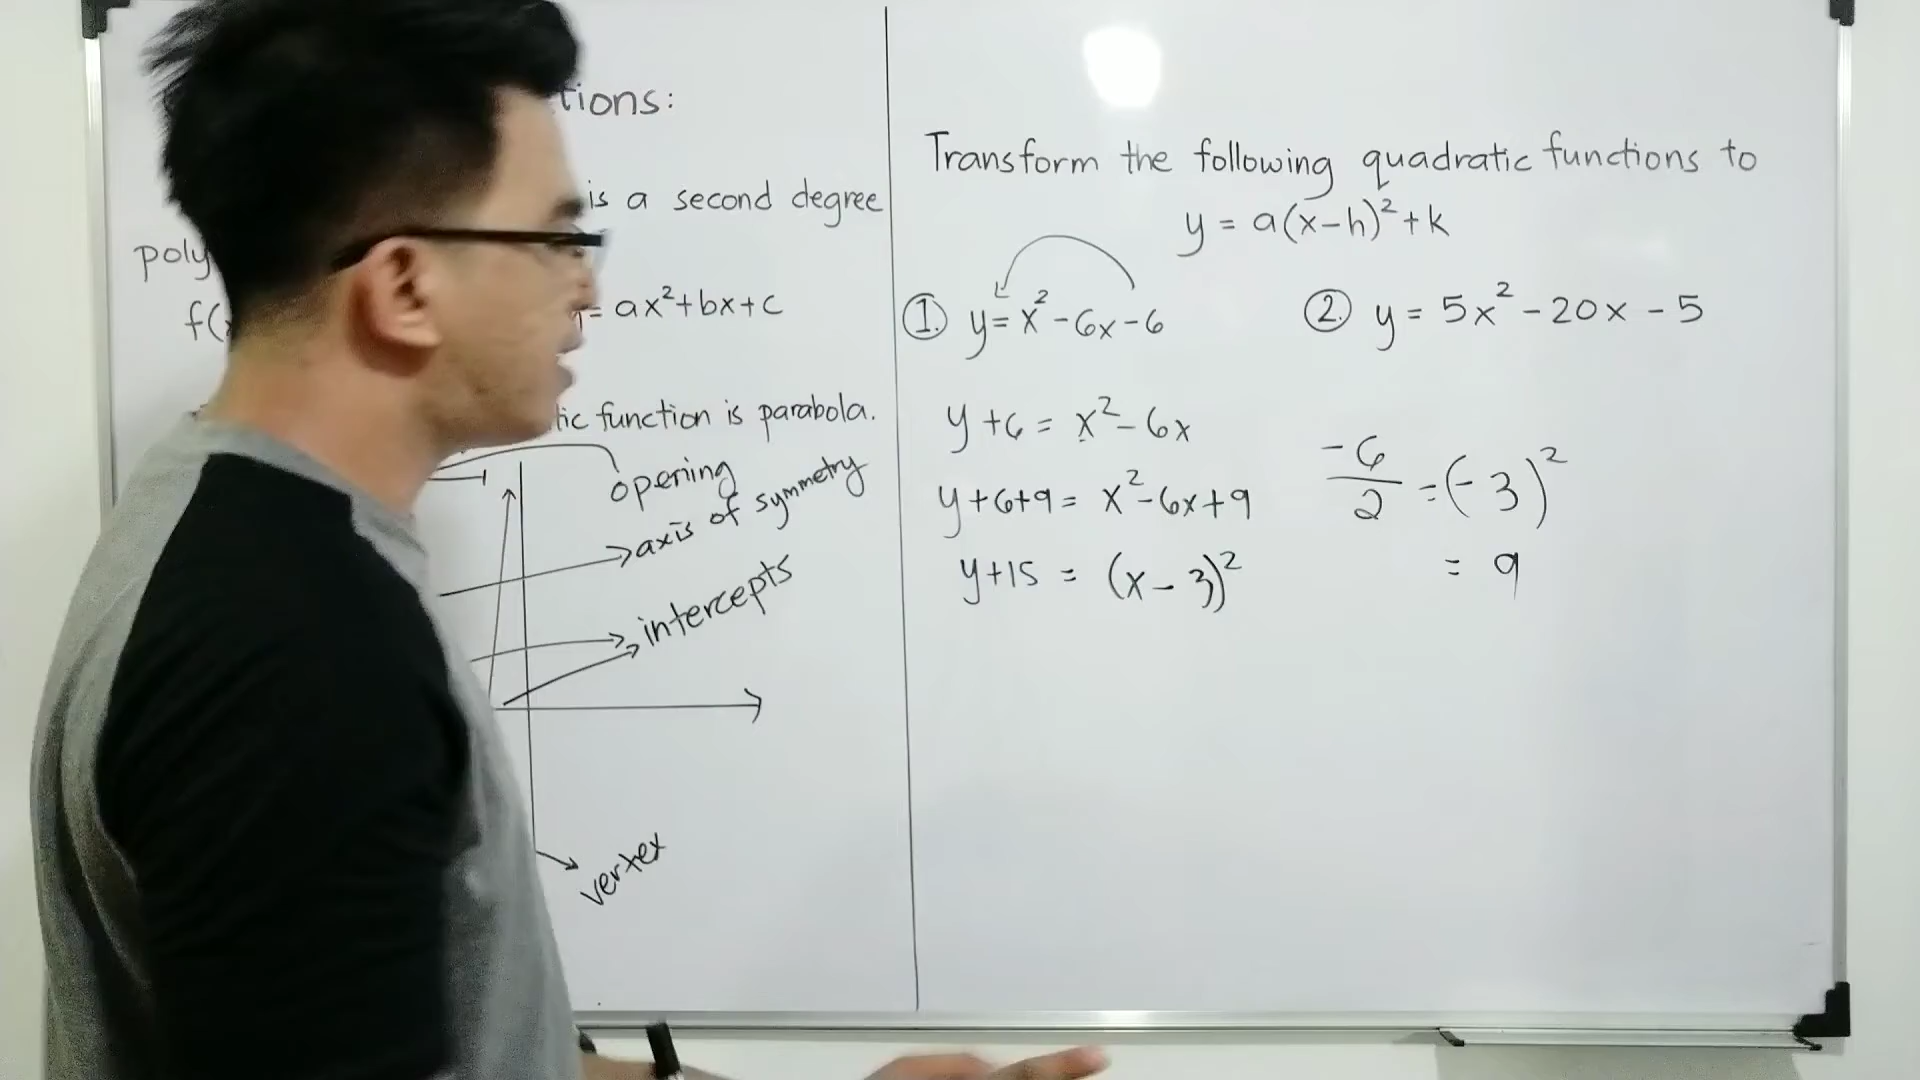 tions:
is a second degree
poly
f( = ax²+bx+c
tic function is parabola.
opening
axis of symmetry
intercepts
vertex
Transform the following quadratic functions to
y = a(x-h)²+k
1. y=x²-6x-6
2. y = 5x²-20x-5
y+6 = x²-6x
y+6+9 = x²-6x+9
y+15 = (x-3)²
-6/2 = (-3)²
= 9